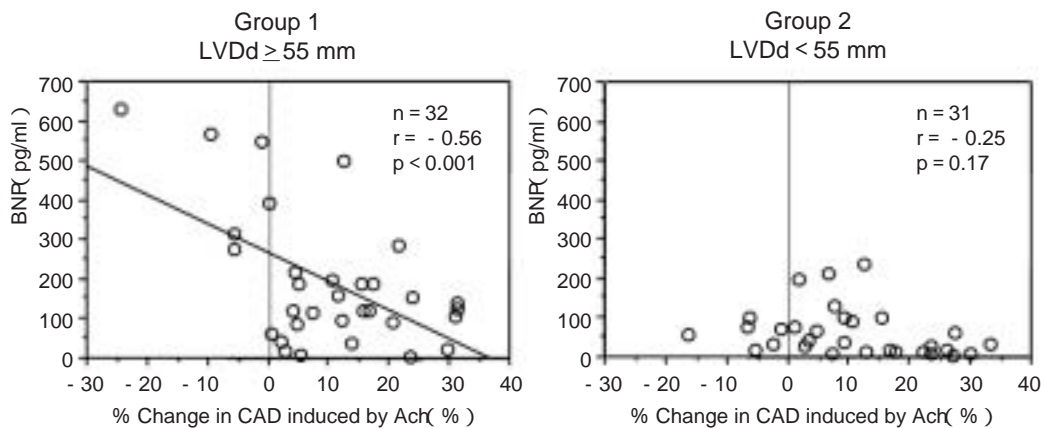 Group 1
LVDd ≥ 55 mm
700
600
500
400
300
200
100
0
BNP( pg/ml )
n = 32
r = - 0.56
p < 0.001
- 30 - 20 - 10 0 10 20 30 40
% Change in CAD induced by Ach( % )
Group 2
LVDd < 55 mm
700
600
500
400
300
200
100
0
BNP( pg/ml )
n = 31
r = - 0.25
p = 0.17
- 30 - 20 - 10 0 10 20 30 40
% Change in CAD induced by Ach( % )